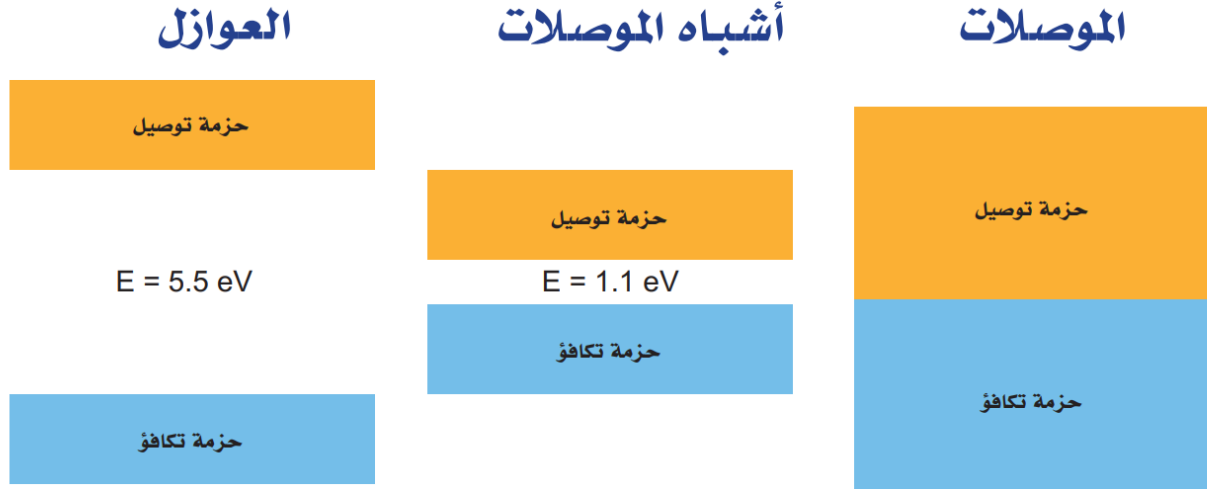 الموصلات
أشباه الموصلات
العوازل
حزمة توصيل
حزمة توصيل
حزمة توصيل
E = 1.1 eV
E = 5.5 eV
حزمة تكافؤ
حزمة تكافؤ
حزمة تكافؤ